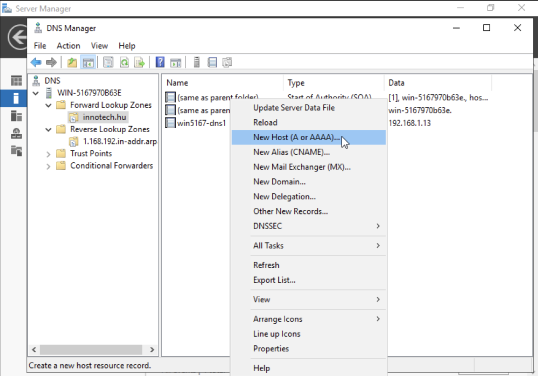 Server Manager
DNS Manager
File Action View Help
DNS
WIN-5167970B63E
Forward Lookup Zones
innotech.hu
Reverse Lookup Zones
1.168.192.in-addr.arp
Trust Points
Conditional Forwarders
Name Type Data
(same as parent folder) Start of Authority (SOA) [1], win-5167970b63e., hos...
(same as paren win-5167970b63e.
win5167-dns1 192.168.1.13
Update Server Data File
Reload
New Host (A or AAAA)...
New Alias (CNAME)...
New Mail Exchanger (MX)...
New Domain...
New Delegation...
Other New Records...
DNSSEC
All Tasks
Refresh
Export List...
View
Arrange Icons
Line up Icons
Properties
Help
Create a new host resource record.